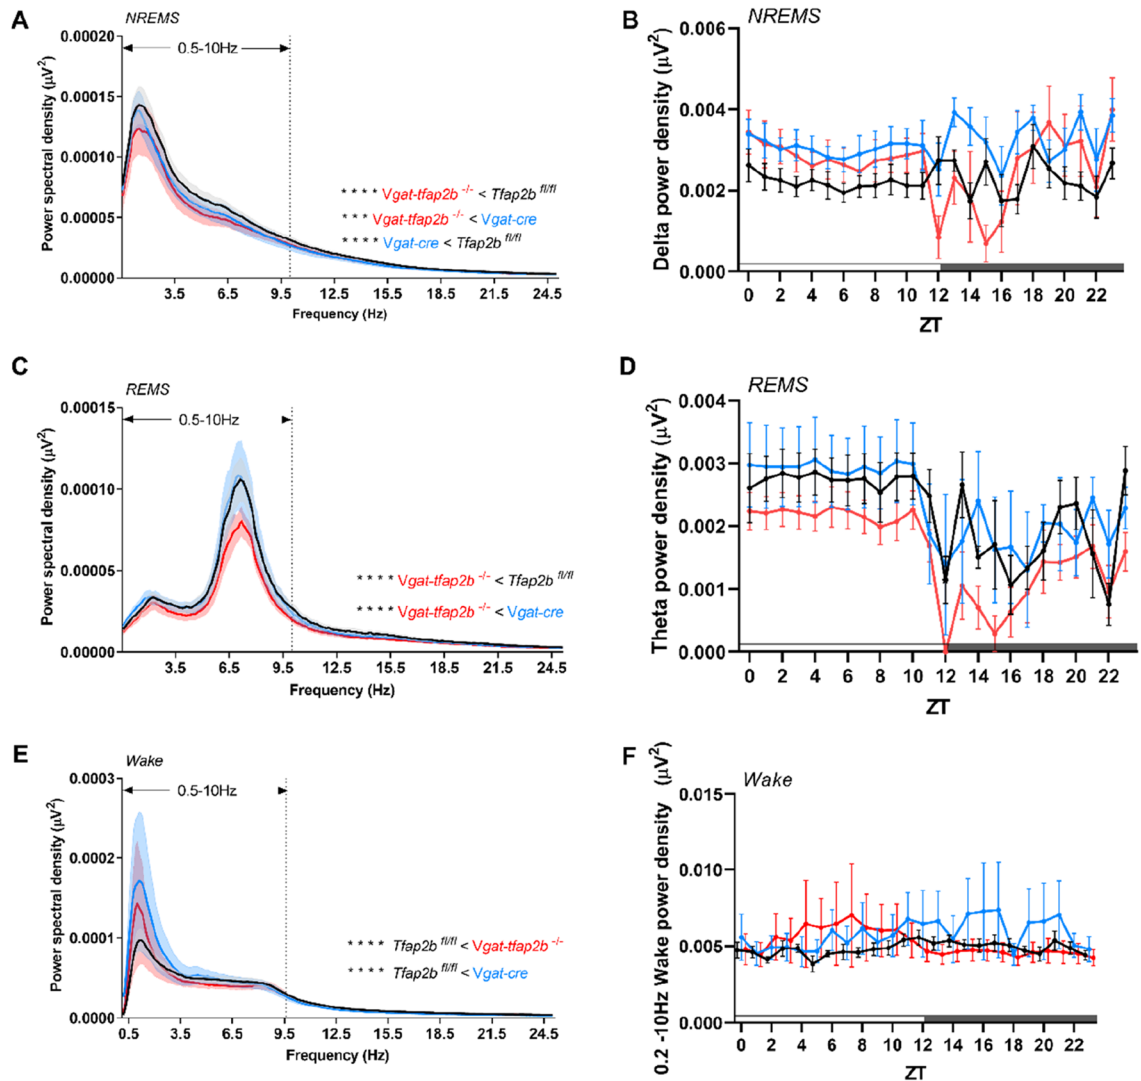 A
NREMS
0.00020
0.00015
0.00010
0.00005
0.00000
Power spectral density (µV2)
0.5-10Hz
**** Vgat-tfap2b -/- < Tfap2b fl/fl
*** Vgat-tfap2b -/- < Vgat-cre
**** Vgat-cre < Tfap2b fl/fl
3.5 6.5 9.5 12.5 15.5 18.5 21.5 24.5
Frequency (Hz)
B
NREMS
0.006
0.004
0.002
0.000
Delta power density (µV2)
0 2 4 6 8 10 12 14 16 18 20 22
ZT
C
REMS
0.00015
0.00010
0.00005
0.00000
Power spectral density (µV2)
0.5-10Hz
**** Vgat-tfap2b -/- < Tfap2b fl/fl
**** Vgat-tfap2b -/- < Vgat-cre
3.5 6.5 9.5 12.5 15.5 18.5 21.5 24.5
Frequency (Hz)
D
REMS
0.004
0.003
0.002
0.001
0.000
Theta power density (µV2)
0 2 4 6 8 10 12 14 16 18 20 22
ZT
E
Wake
0.0003
0.0002
0.0001
0.0000
Power spectral density (µV2)
0.5-10Hz
**** Tfap2b fl/fl < Vgat-tfap2b -/-
**** Tfap2b fl/fl < Vgat-cre
0.5 3.5 6.5 9.5 12.5 15.5 18.5 21.5 24.5
Frequency (Hz)
F
Wake
0.015
0.010
0.005
0.000
0.2 -10Hz Wake power density (µV2)
0 2 4 6 8 10 12 14 16 18 20 22
ZT